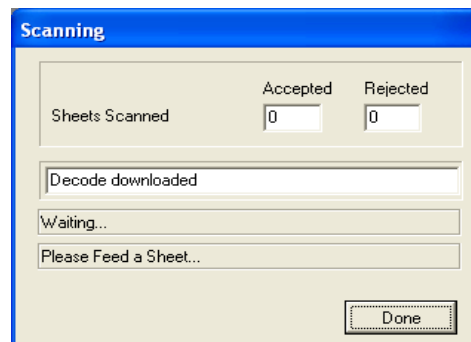 Scanning
Accepted Rejected
Sheets Scanned 0 0
Decode downloaded
Waiting...
Please Feed a Sheet...
Done